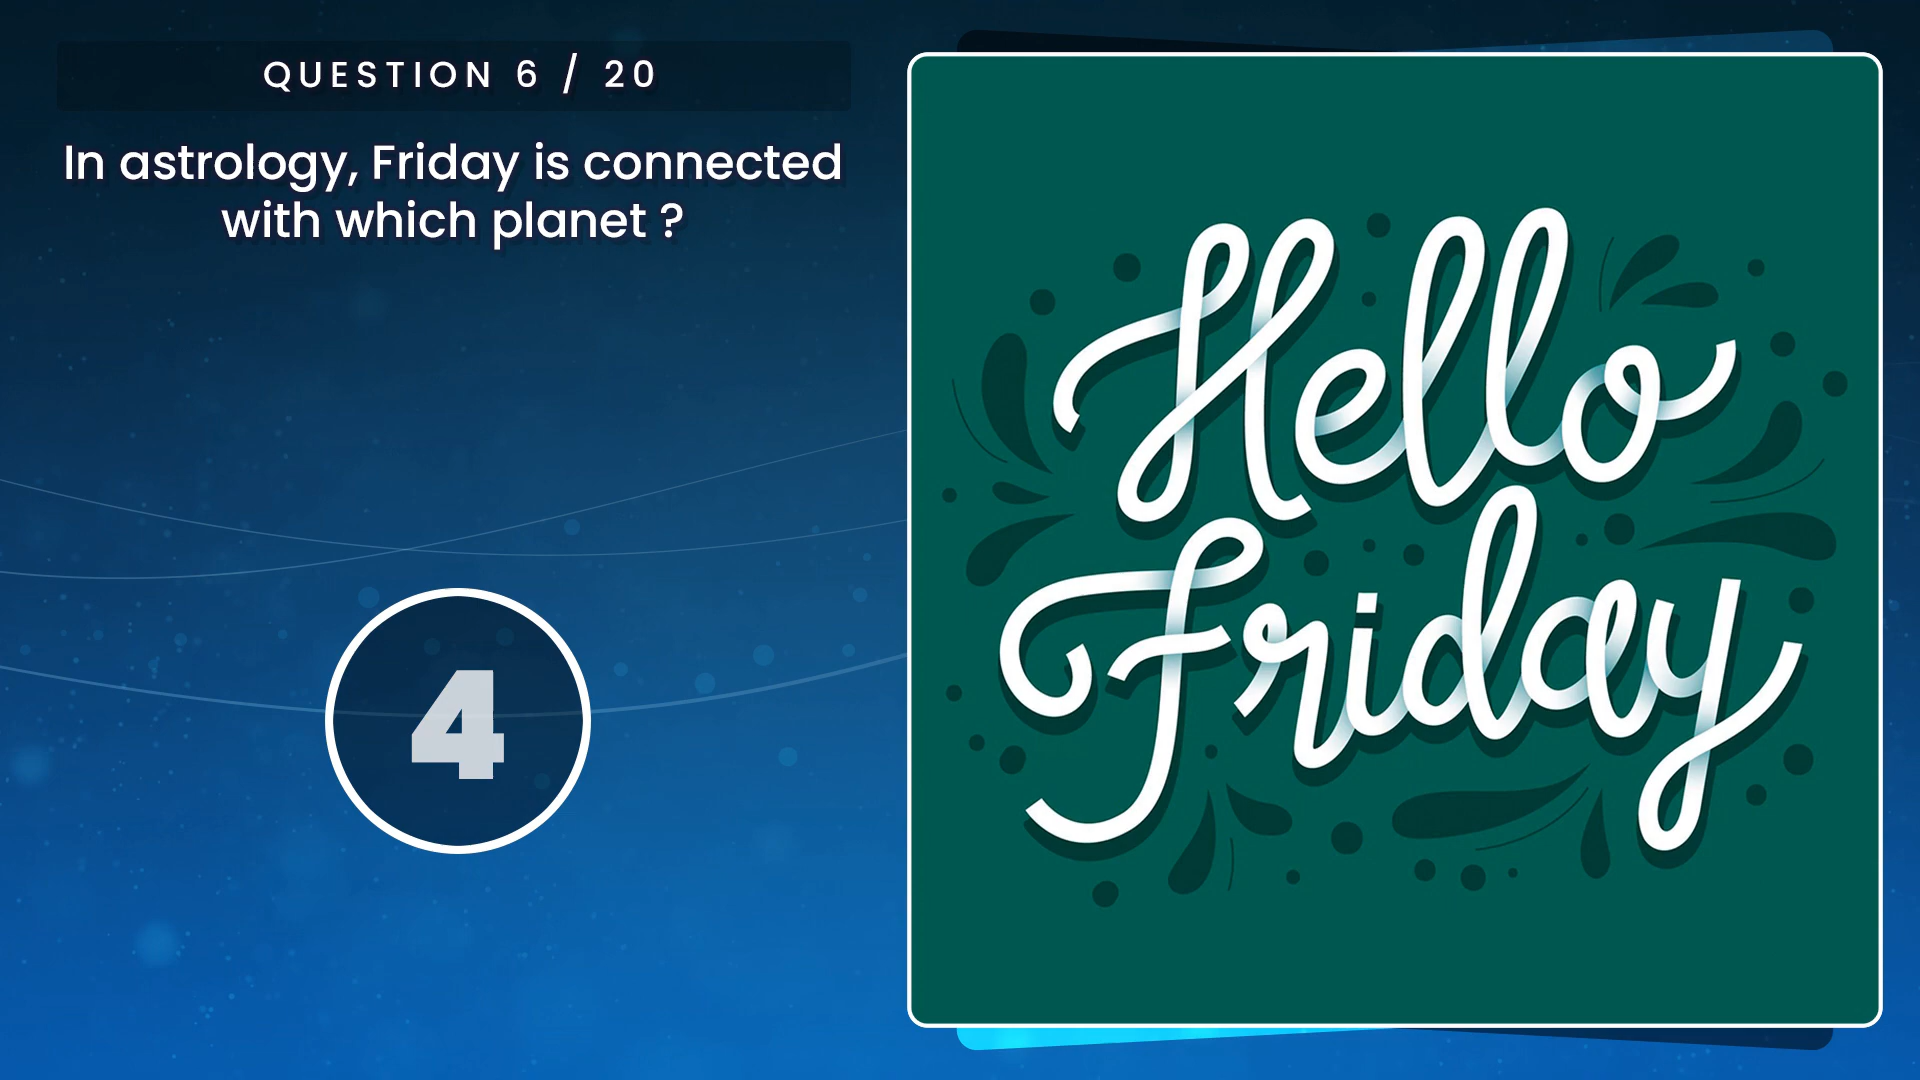 QUESTION 6 / 20
In astrology, Friday is connected
with which planet ?
4
Hello
Friday